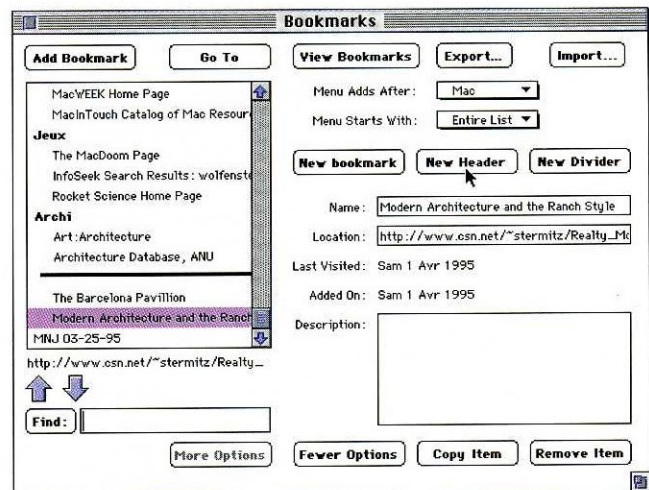 Bookmarks
Add Bookmark
Go To
View Bookmarks
Export...
Import...
MacWEEK Home Page
MacInTouch Catalog of Mac Resour
Jeux
The MacDoom Page
InfoSeek Search Results: wolfenste
Rocket Science Home Page
Archi
Art:Architecture
Architecture Database, ANU
The Barcelona Pavillion
Modern Architecture and the Ranch
MNJ 03-25-95
http://www.csn.net/~stermitz/Realty_
Find:
More Options
Menu Adds After: Mac
Menu Starts With: Entire List
New bookmark
New Header
New Divider
Name: Modern Architecture and the Ranch Style
Location: http://www.csn.net/~stermitz/Realty_Mo
Last Visited: Sam 1 Avr 1995
Added On: Sam 1 Avr 1995
Description:
Fewer Options
Copy Item
Remove Item